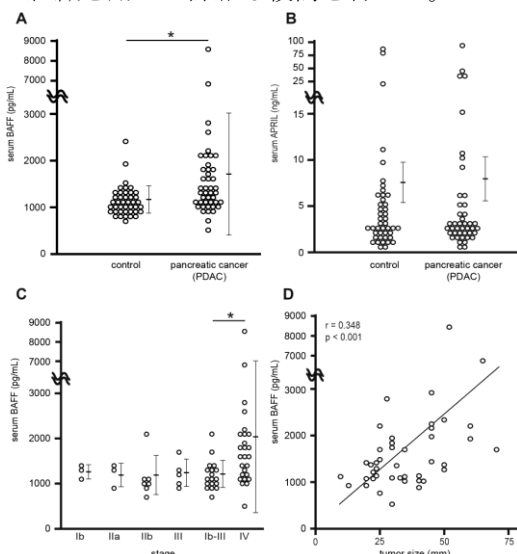 A
*
9000
8000
7000
3000
2000
1000
0
serum BAFF (pg/mL)
control
pancreatic cancer
(PDAC)
B
100
75
50
25
15
10
5
0
serum APRIL (ng/mL)
control
pancreatic cancer
(PDAC)
C
*
9000
8000
7000
3000
2000
1000
0
serum BAFF (pg/mL)
Ib
IIa
IIb
III
Ib-III
IV
stage
D
r = 0.348
p < 0.001
9000
8000
7000
3000
2000
1000
0
serum BAFF (pg/mL)
0
25
50
75
tumor size (mm)